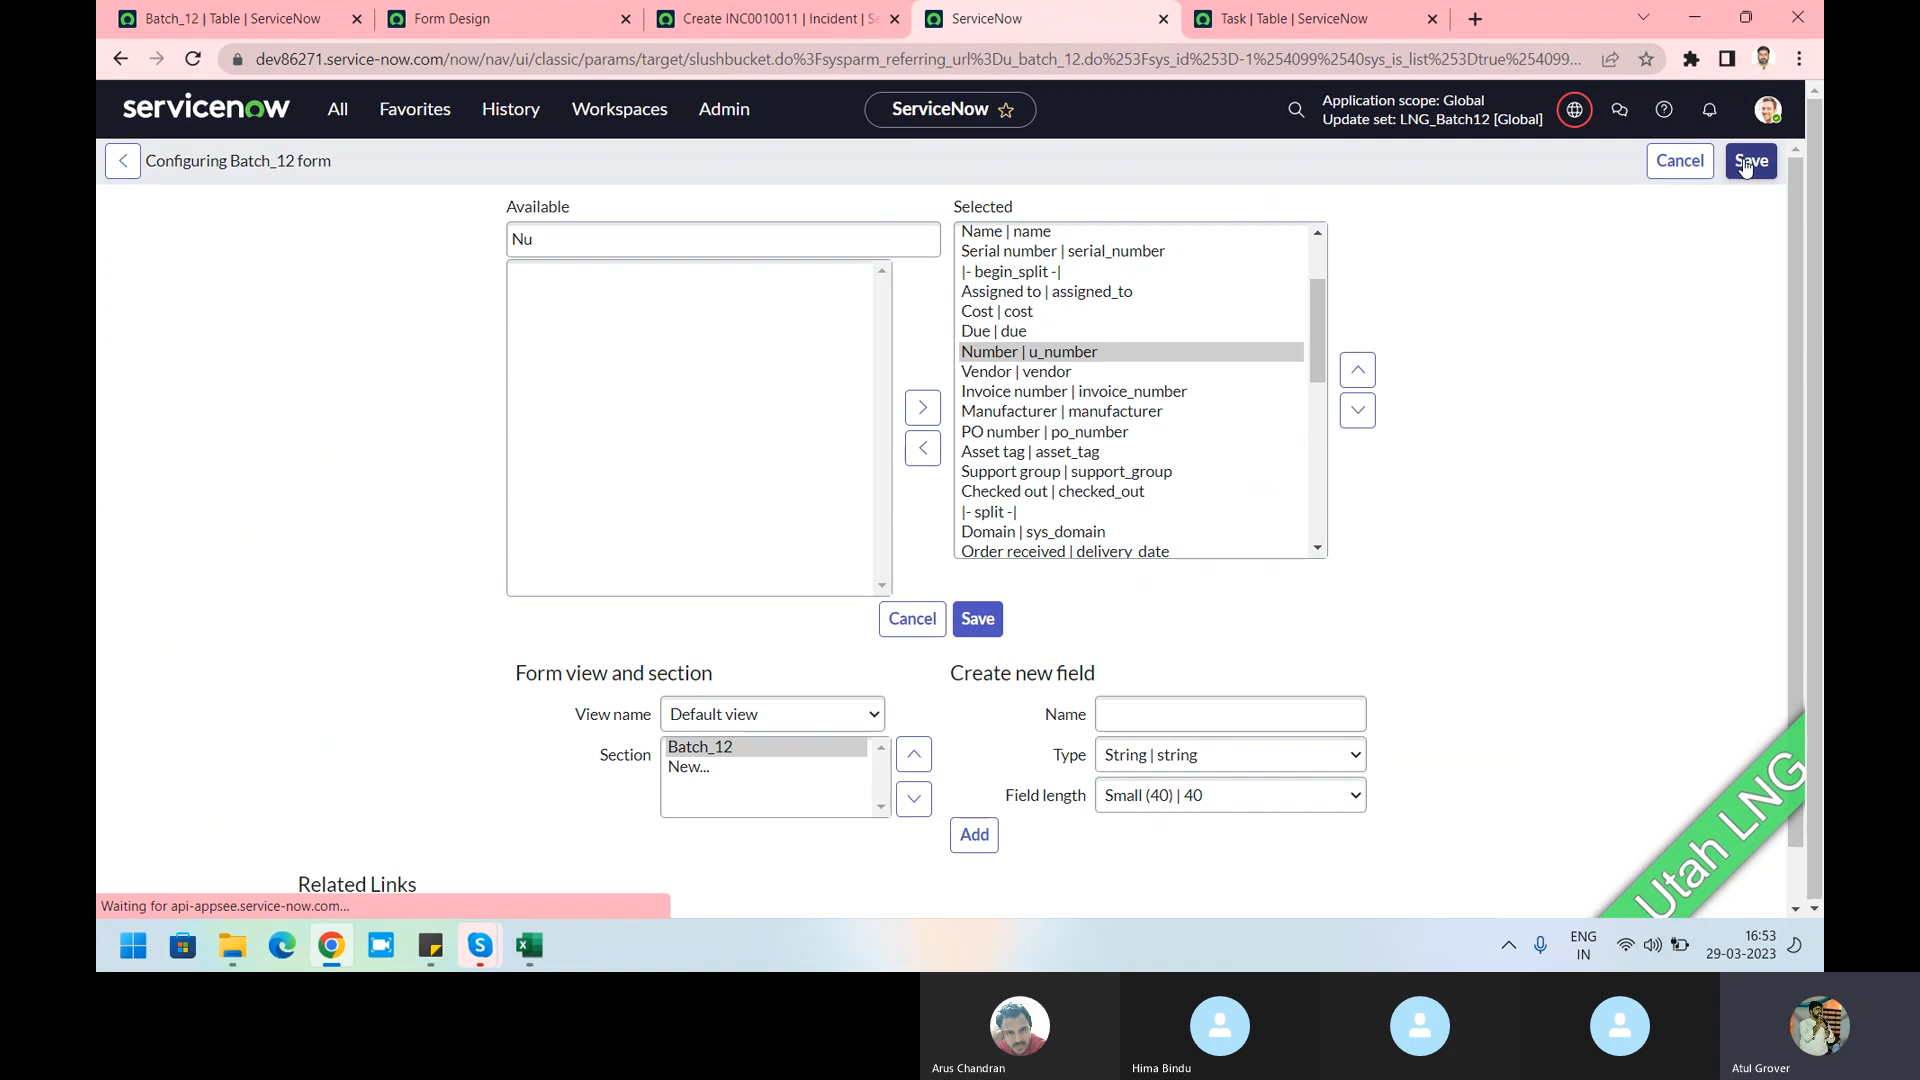 Batch_12 | Table | ServiceNow
Form Design
Create INC0010011 | Incident | Se
ServiceNow
Task | Table | ServiceNow
dev86271.service-now.com/now/nav/ui/classic/params/target/slushbucket.do%3Fsysparm_referring_url%3Du_batch_12.do%253Fsys_id%253D-1%254099%2540sys_is_list%253Dtrue%254099...
servicenow
All
Favorites
History
Workspaces
Admin
ServiceNow
Application scope: Global
Update set: LNG_Batch12 [Global]
Configuring Batch_12 form
Cancel
Save
Available
Selected
Nu
Name | name
Serial number | serial_number
|- begin_split -|
Assigned to | assigned_to
Cost | cost
Due | due
Number | u_number
Vendor | vendor
Invoice number | invoice_number
Manufacturer | manufacturer
PO number | po_number
Asset tag | asset_tag
Support group | support_group
Checked out | checked_out
|- split -|
Domain | sys_domain
Order received | delivery_date
Cancel
Save
Form view and section
Create new field
View name
Default view
Name
Section
Batch_12
New...
Type
String | string
Field length
Small (40) | 40
Add
Related Links
Utah LNG
Waiting for api-appsee.service-now.com...
ENG
IN
16:53
29-03-2023
Arus Chandran
Hima Bindu
Atul Grover